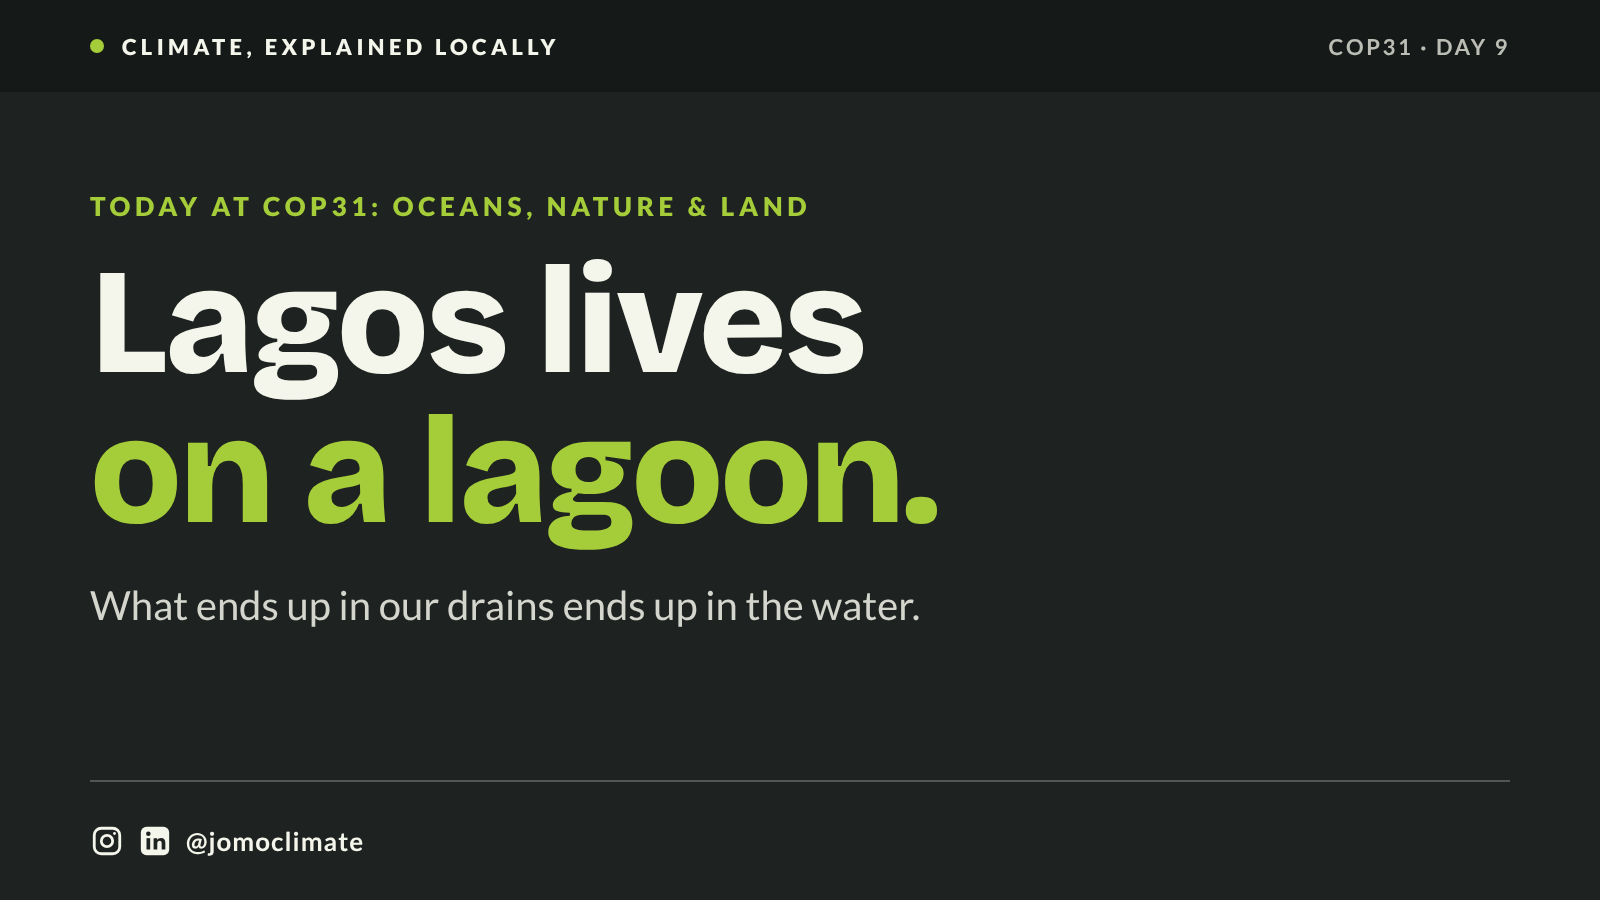 CLIMATE, EXPLAINED LOCALLY
COP31 · DAY 9
TODAY AT COP31: OCEANS, NATURE & LAND
Lagos lives
on a lagoon.
What ends up in our drains ends up in the water.
@jomoclimate